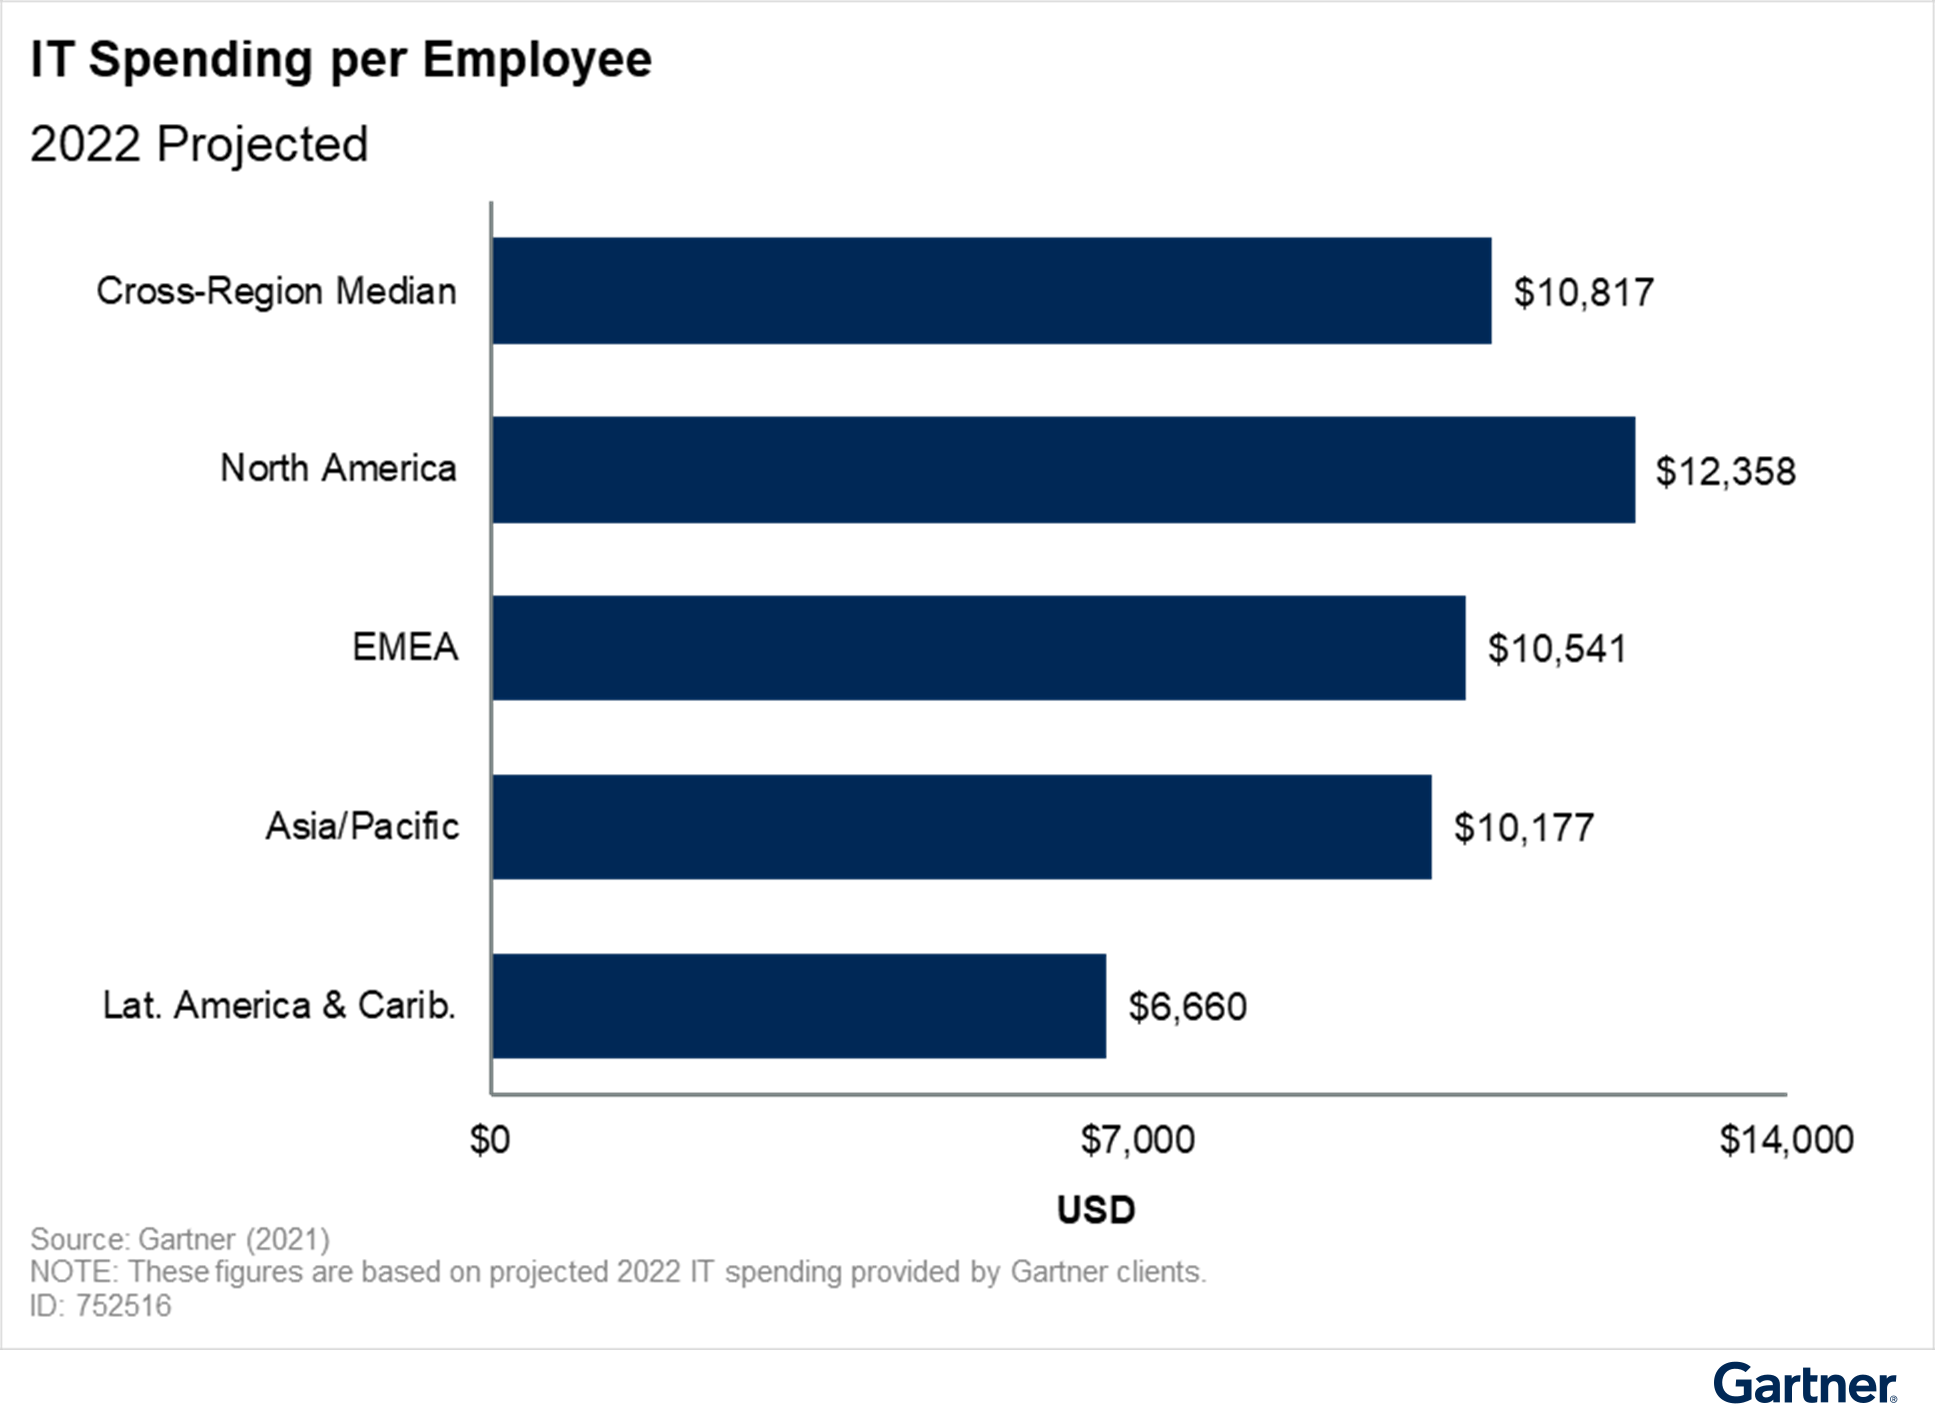 IT Spending per Employee
2022 Projected
Cross-Region Median
$10,817
North America
$12,358
EMEA
$10,541
Asia/Pacific
$10,177
Lat. America & Carib.
$6,660
$0
$7,000
$14,000
USD
Source: Gartner (2021)
NOTE: These figures are based on projected 2022 IT spending provided by Gartner clients.
ID: 752516
Gartner®